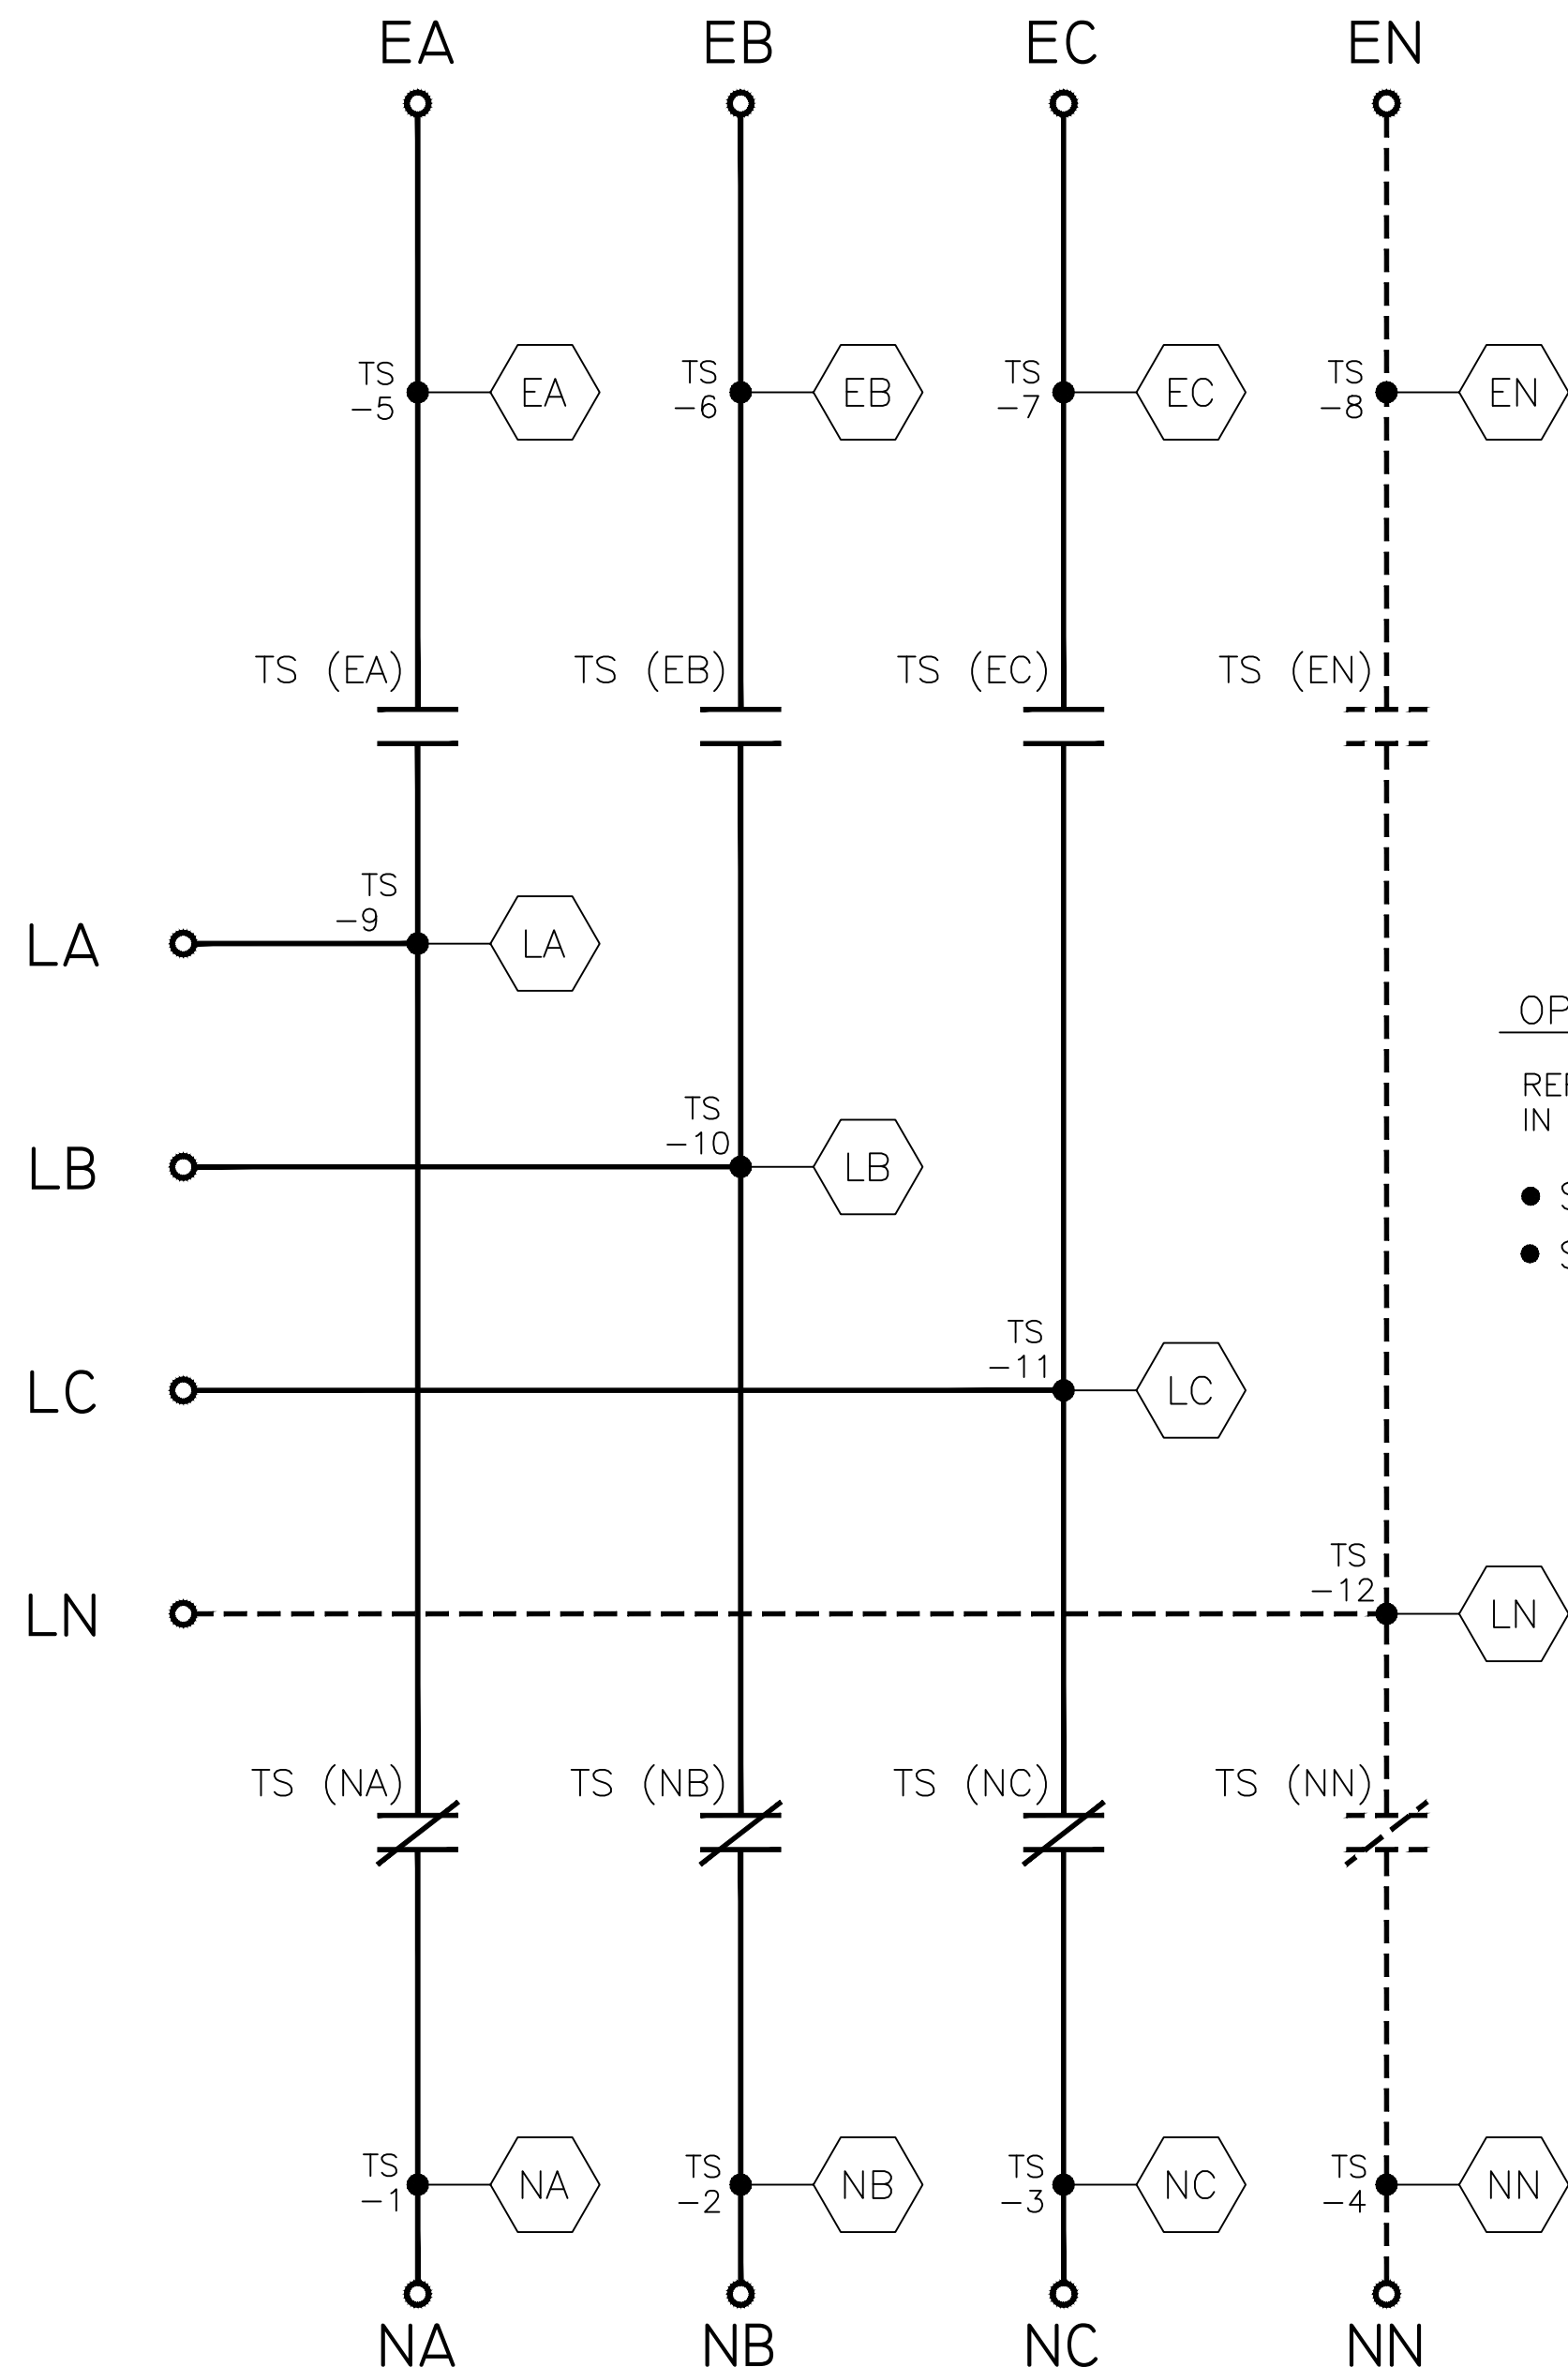 EA EB EC EN
TS TS TS TS
-5 EA -6 EB -7 EC -8 EN
TS (EA) TS (EB) TS (EC) TS (EN)
TS
-9
LA LA
OP
TS
-10
IN
LB LB
S
S
TS
-11
LC LC
TS
-12
LN LN
TS (NA) TS (NB) TS (NC) TS (NN)
TS TS TS TS
-1 NA -2 NB -3 NC -4 NN
NA NB NC NN